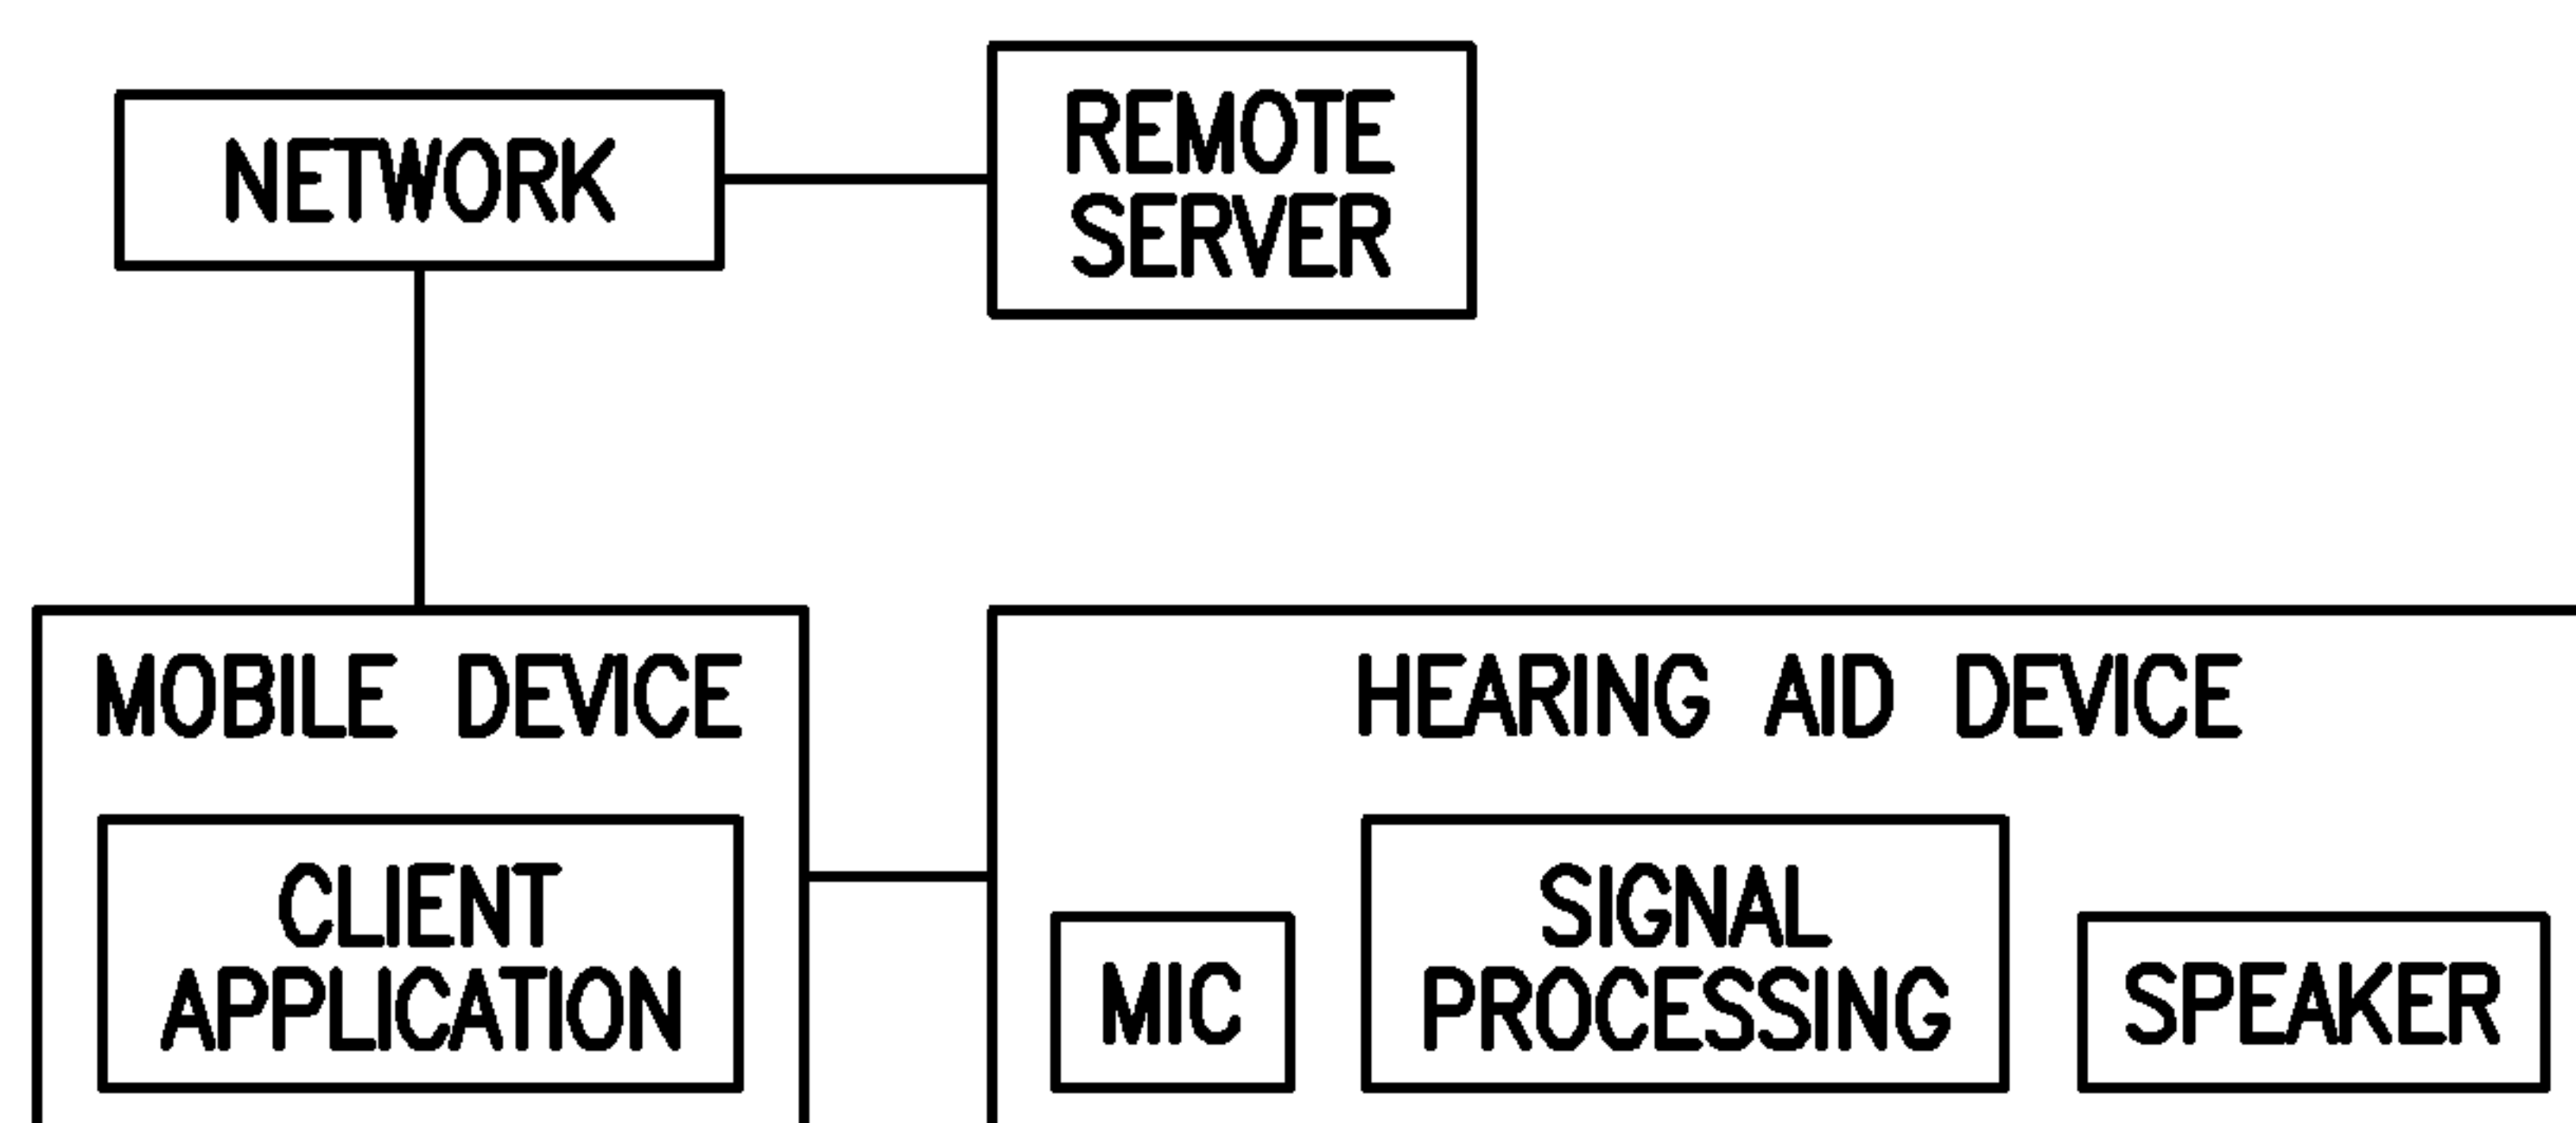 NETWORK
REMOTE
SERVER
MOBILE DEVICE
CLIENT
APPLICATION
HEARING AID DEVICE
MIC
SIGNAL
PROCESSING
SPEAKER